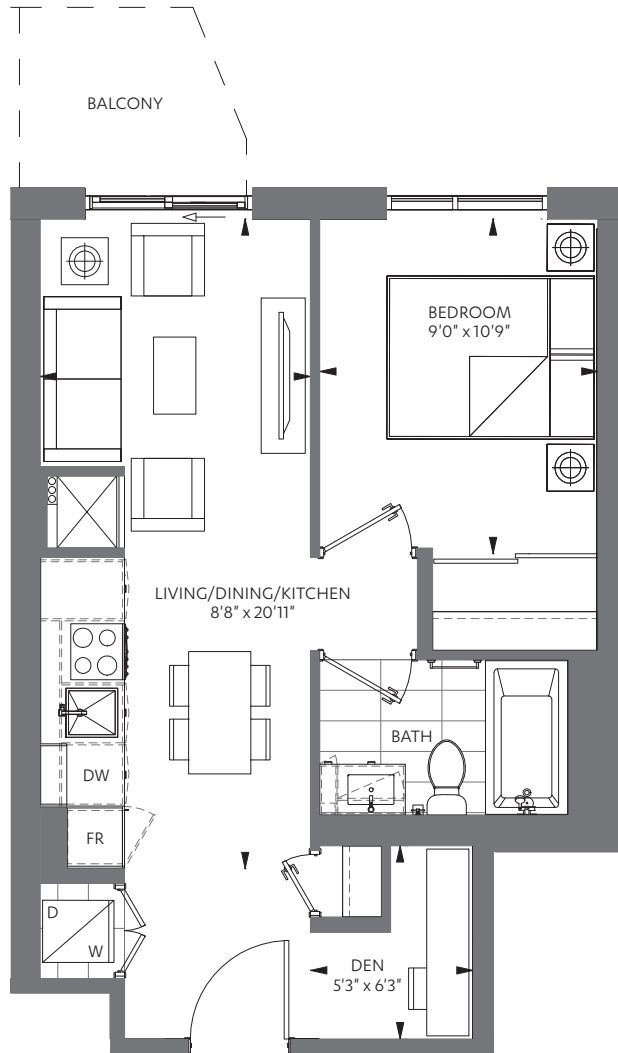 BALCONY
BEDROOM
9'0" x 10'9"
LIVING/DINING/KITCHEN
8'8" x 20'11"
BATH
DW
FR
D
W
DEN
5'3" x 6'3"